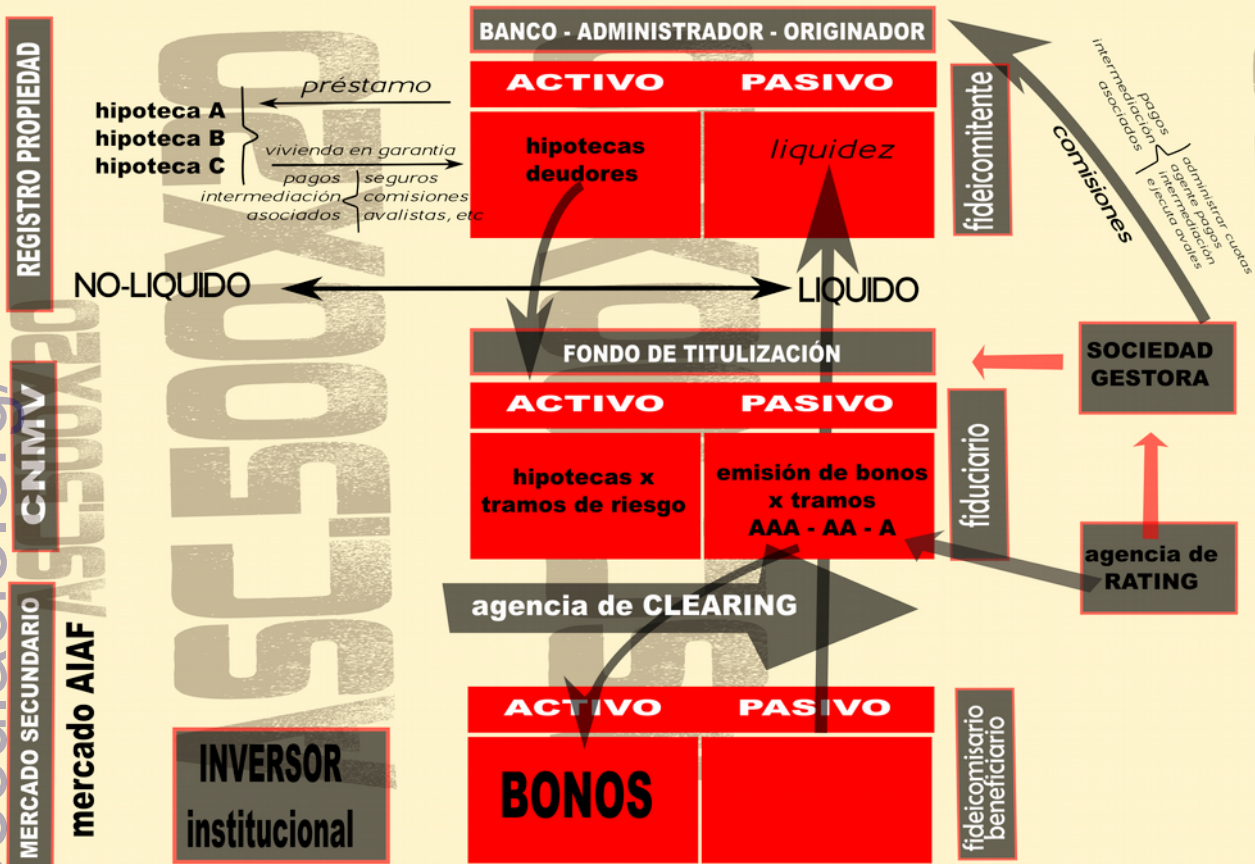 BANCO - ADMINISTRADOR - ORIGINADOR
ACTIVO PASIVO
REGISTRO PROPIEDAD
préstamo
hipoteca A
hipoteca B
hipoteca C
vivienda en garantia
pagos
intermediación
asociados
seguros
comisiones
avalistas, etc
hipotecas
deudores
liquidez
fideicomitente
comisiones
pagos
intermediación
asociados
administrar cuotas
agente pagos
intermediación
ejecuta avales
NO-LIQUIDO
LIQUIDO
FONDO DE TITULIZACIÓN
ACTIVO PASIVO
CNMV
hipotecas x
tramos de riesgo
emisión de bonos
x tramos
AAA - AA - A
fiduciario
SOCIEDAD
GESTORA
agencia de
RATING
agencia de CLEARING
MERCADO SECUNDARIO
mercado AIAF
INVERSOR
institucional
ACTIVO PASIVO
BONOS
fideicomisario
beneficiario